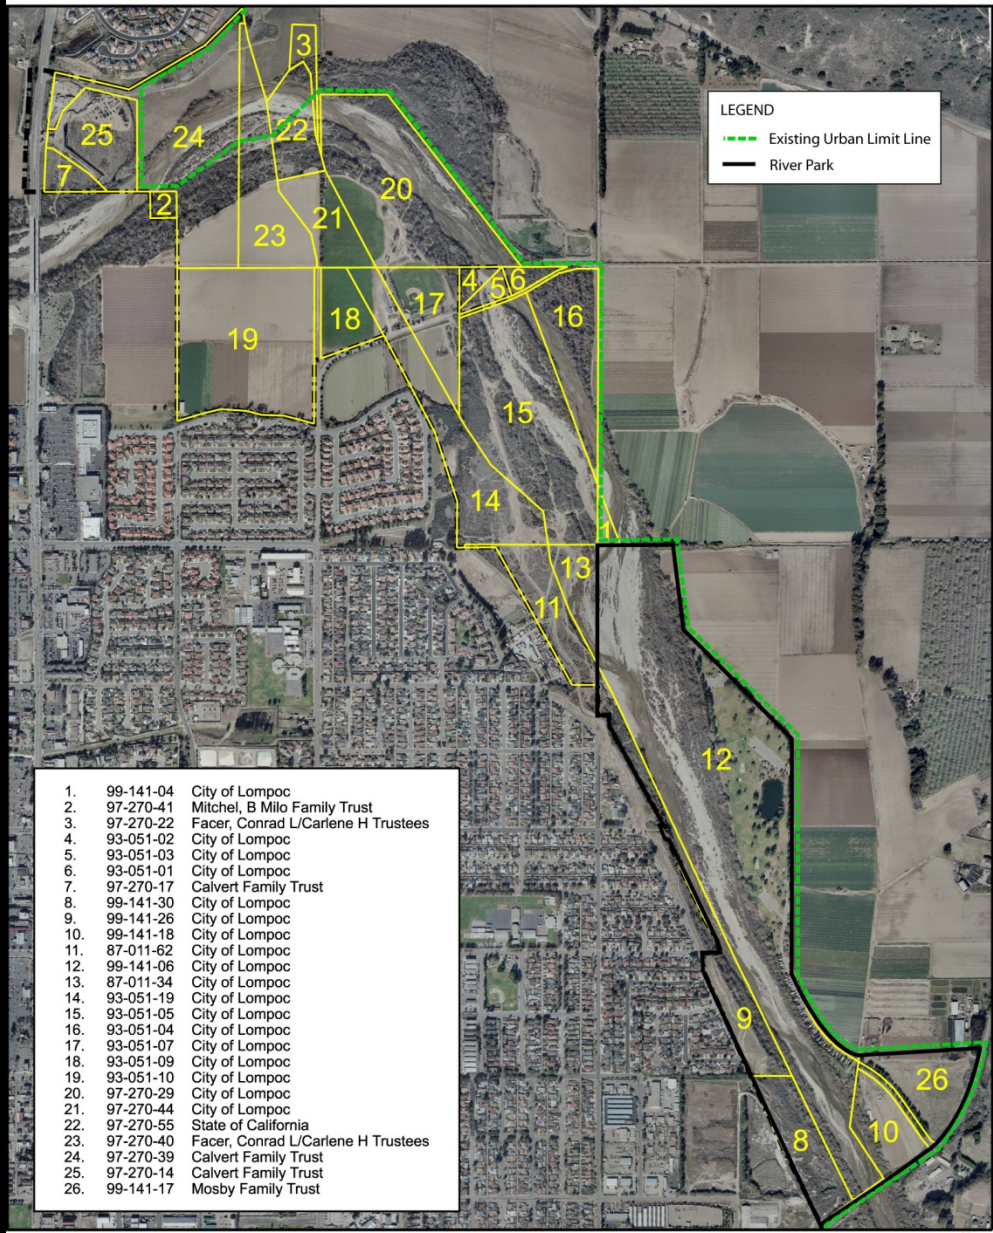 3
LEGEND
Existing Urban Limit Line
River Park
25
24
22
7
20
2
21
23
4
5
6
17
16
18
19
15
14
1
13
11
12
9
26
10
8
1. 99-141-04 City of Lompoc
2. 97-270-41 Mitchel, B Milo Family Trust
3. 97-270-22 Facer, Conrad L/Carlene H Trustees
4. 93-051-02 City of Lompoc
5. 93-051-03 City of Lompoc
6. 93-051-01 City of Lompoc
7. 97-270-17 Calvert Family Trust
8. 99-141-30 City of Lompoc
9. 99-141-26 City of Lompoc
10. 99-141-18 City of Lompoc
11. 87-011-62 City of Lompoc
12. 99-141-06 City of Lompoc
13. 87-011-34 City of Lompoc
14. 93-051-19 City of Lompoc
15. 93-051-05 City of Lompoc
16. 93-051-04 City of Lompoc
17. 93-051-07 City of Lompoc
18. 93-051-09 City of Lompoc
19. 93-051-10 City of Lompoc
20. 97-270-29 City of Lompoc
21. 97-270-44 City of Lompoc
22. 97-270-55 State of California
23. 97-270-40 Facer, Conrad L/Carlene H Trustees
24. 97-270-39 Calvert Family Trust
25. 97-270-14 Calvert Family Trust
26. 99-141-17 Mosby Family Trust